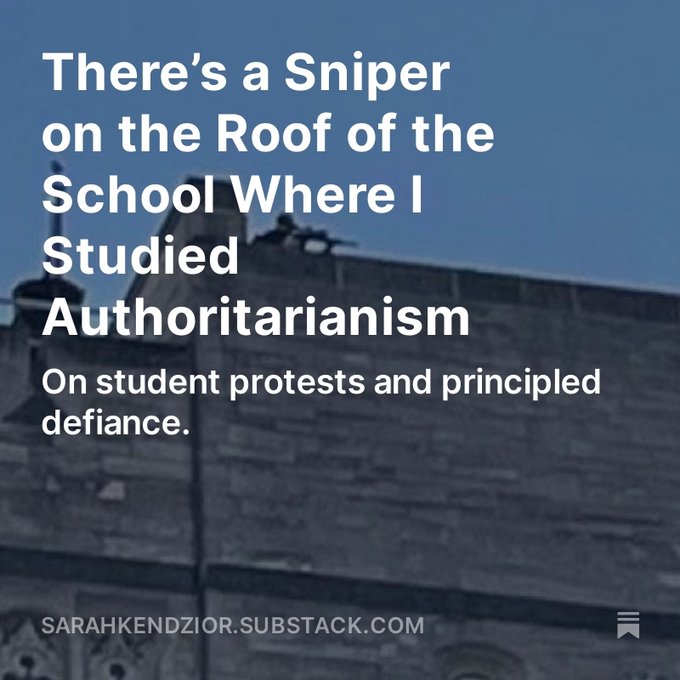 There’s a Sniper
on the Roof of the
School Where I
Studied
Authoritarianism
On student protests and principled
defiance.
SARAHKENDZIOR.SUBSTACK.COM